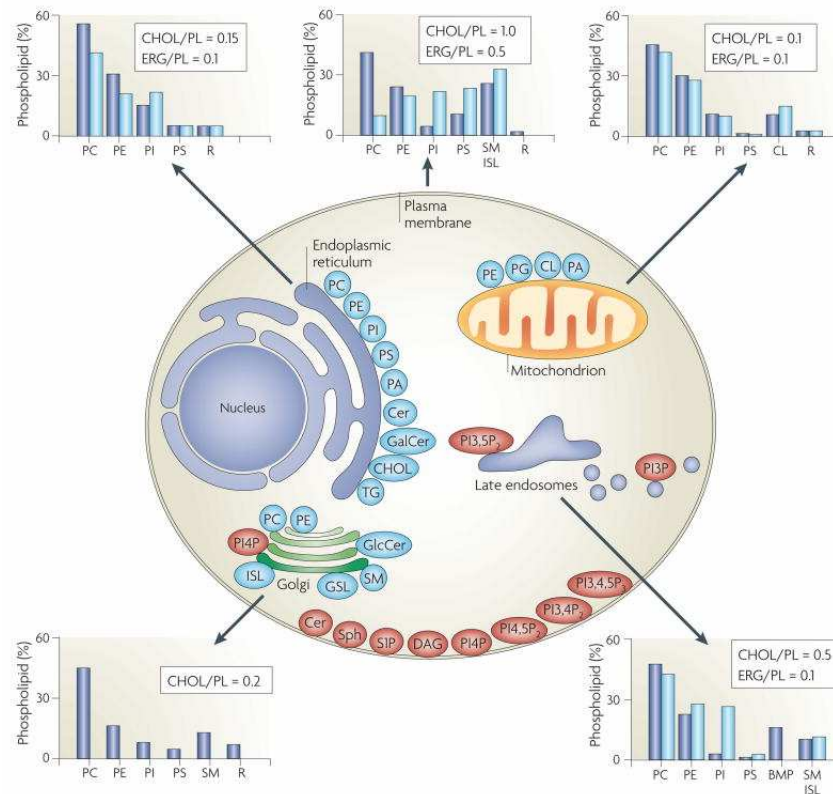 Phospholipid (%)
60
30
0
CHOL/PL = 0.15
ERG/PL = 0.1
PC PE PI PS R
Phospholipid (%)
60
30
0
CHOL/PL = 1.0
ERG/PL = 0.5
PC PE PI PS SM R
ISL
Phospholipid (%)
60
30
0
CHOL/PL = 0.1
ERG/PL = 0.1
PC PE PI PS CL R
Plasma
membrane
Endoplasmic
reticulum
PC
PE
PI
PS
PA
Cer
GalCer
CHOL
TG
Nucleus
PE PG CL PA
Mitochondrion
PI3,5P₂
Late endosomes
PI3P
PC PE
PI4P
GlcCer
ISL
Golgi
GSL
SM
Cer
Sph
S1P
DAG
PI4P
PI4,5P₂
PI3,4P₂
PI3,4,5P₃
Phospholipid (%)
60
30
0
CHOL/PL = 0.2
PC PE PI PS SM R
Phospholipid (%)
60
30
0
CHOL/PL = 0.5
ERG/PL = 0.1
PC PE PI PS BMP SM
ISL